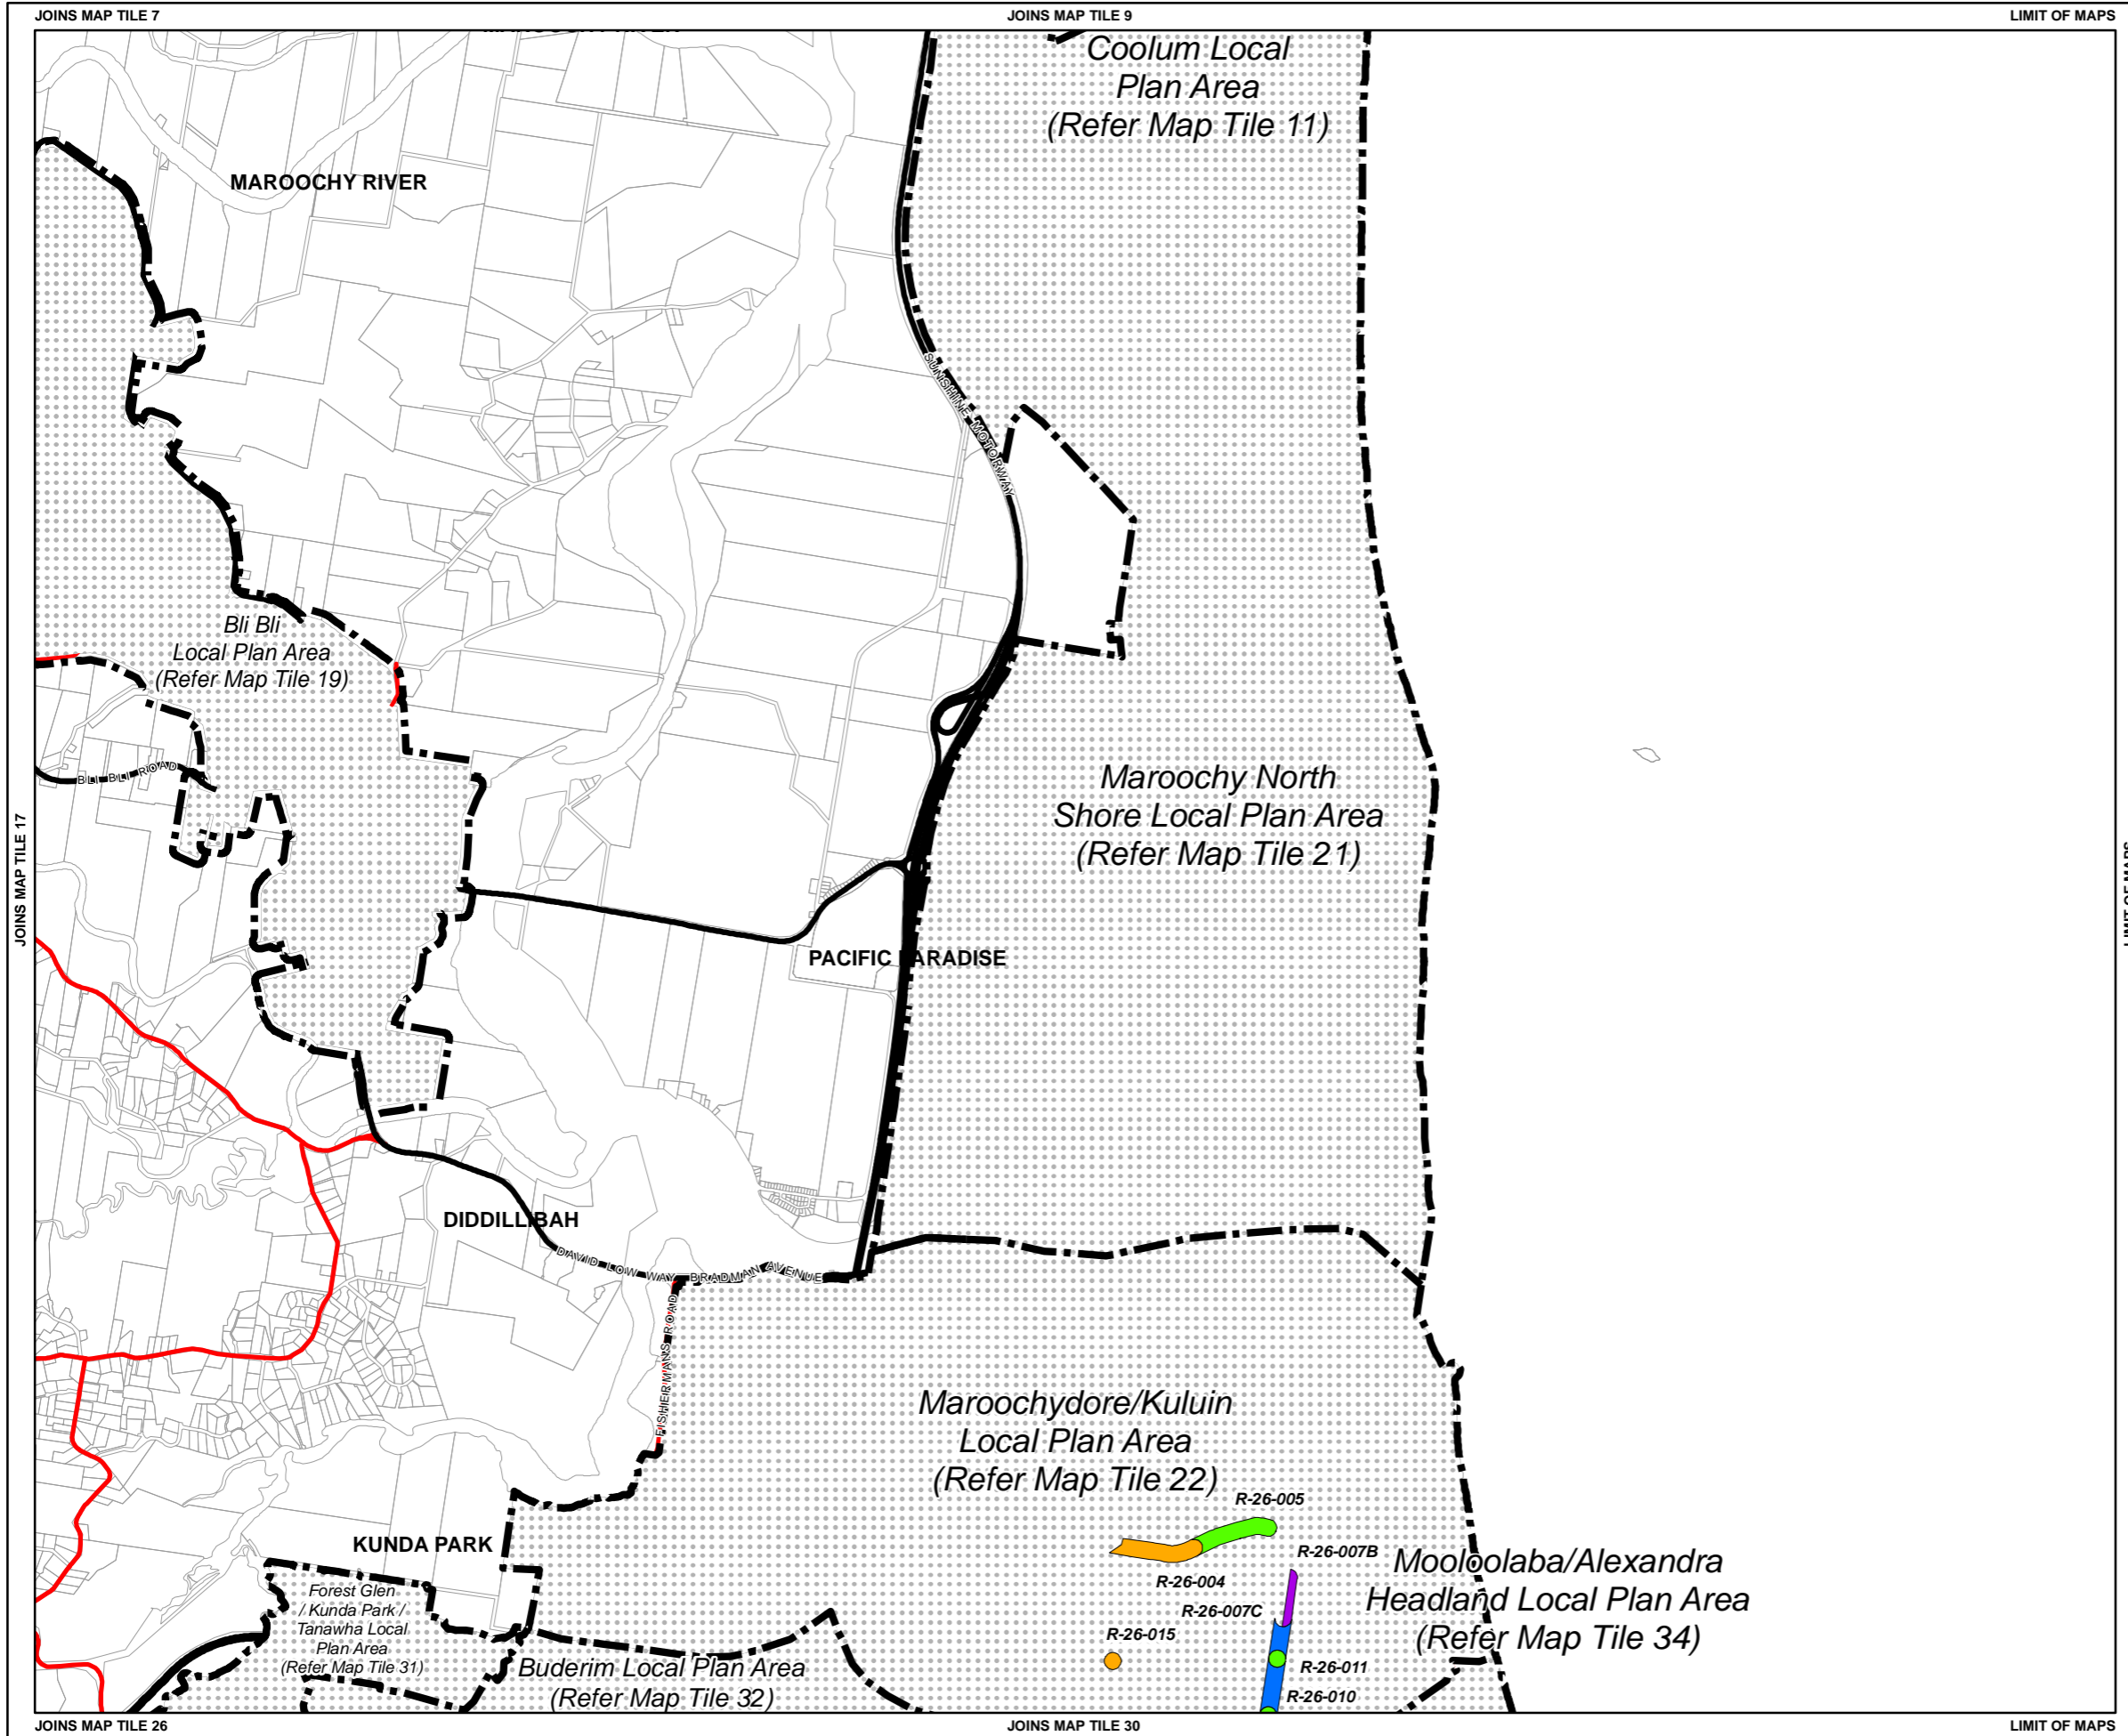 JOINS MAP TILE 7
JOINS MAP TILE 9
LIMIT OF MAPS
Coolum Local
Plan Area
(Refer Map Tile 11)
MAROOCHY RIVER
SUNSHINE MOTORWAY
Bli Bli
Local Plan Area
(Refer Map Tile 19)
BLI BLI ROAD
Maroochy North
Shore Local Plan Area
(Refer Map Tile 21)
JOINS MAP TILE 17
LIMIT OF MAPS
PACIFIC PARADISE
DIDDILLIBAH
DAVID LOW WAY
BRADMAN AVENUE
FISHERMANS ROAD
Maroochydore/Kuluin
Local Plan Area
(Refer Map Tile 22)
R-26-005
R-26-007B
R-26-004
R-26-007C
R-26-015
R-26-011
R-26-010
Mooloolaba/Alexandra
Headland Local Plan Area
(Refer Map Tile 34)
KUNDA PARK
Forest Glen
/ Kunda Park /
Tanawha Local
Plan Area
(Refer Map Tile 31)
Buderim Local Plan Area
(Refer Map Tile 32)
JOINS MAP TILE 26
JOINS MAP TILE 30
LIMIT OF MAPS